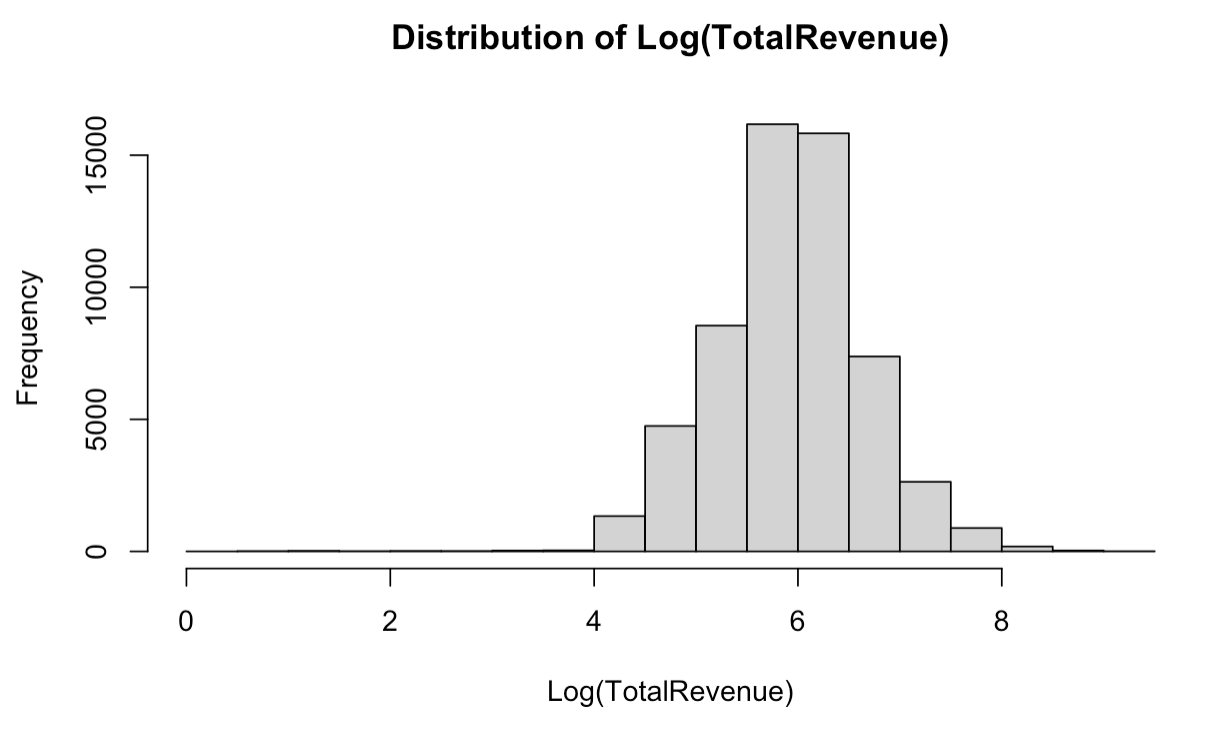 Distribution of Log(TotalRevenue)
Frequency
15000
10000
5000
0
0 2 4 6 8
Log(TotalRevenue)